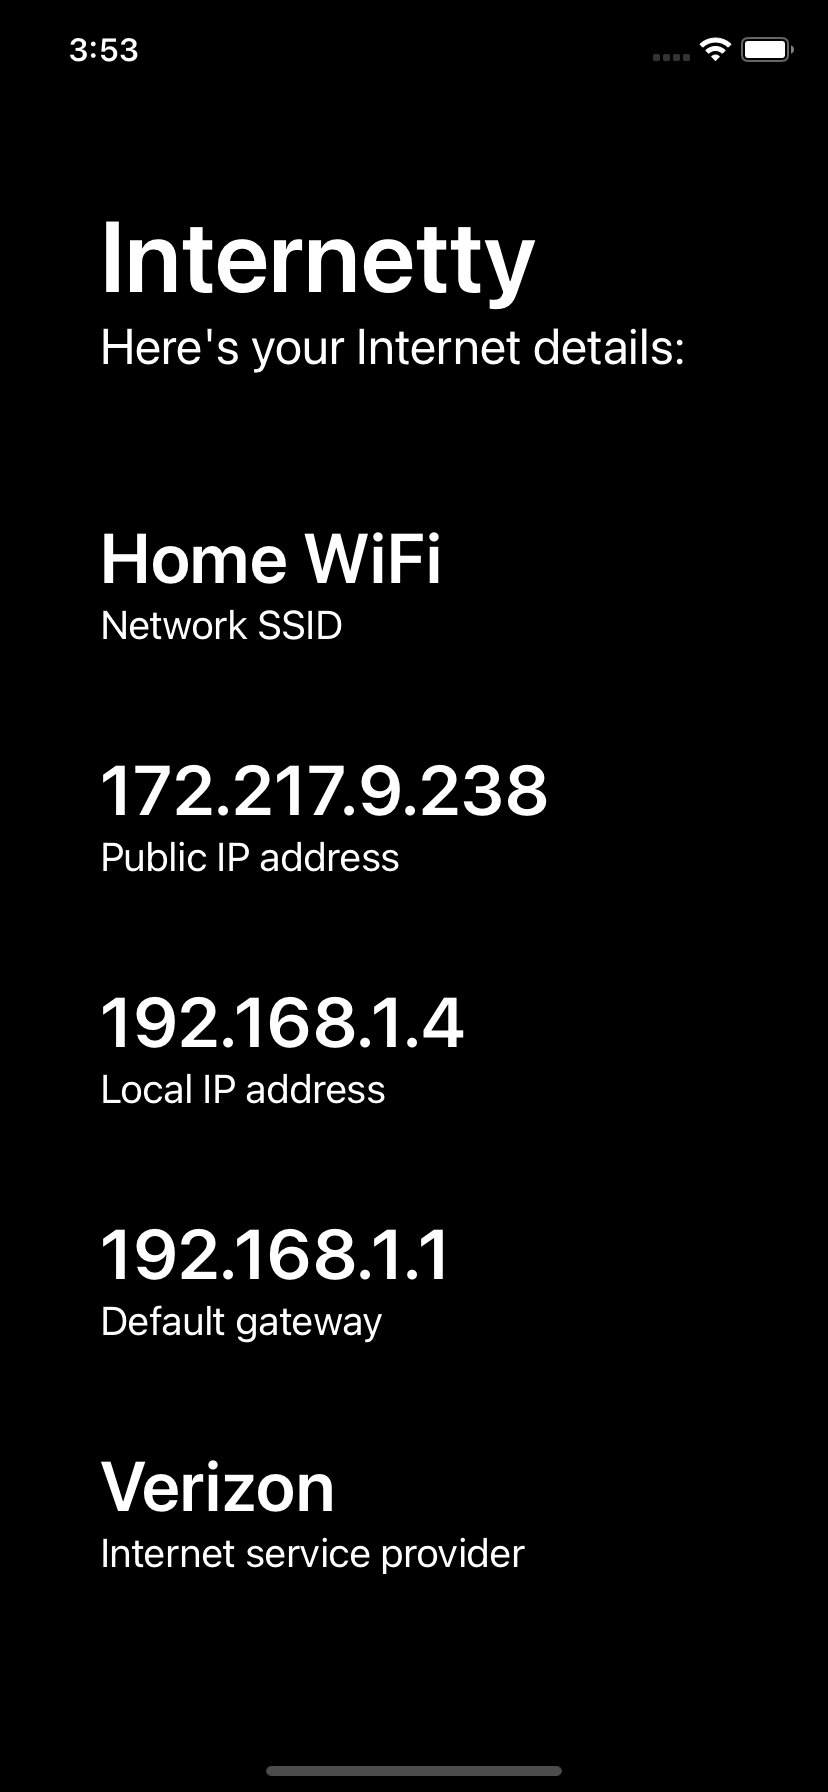 3:53
Internetty
Here's your Internet details:
Home WiFi
Network SSID
172.217.9.238
Public IP address
192.168.1.4
Local IP address
192.168.1.1
Default gateway
Verizon
Internet service provider